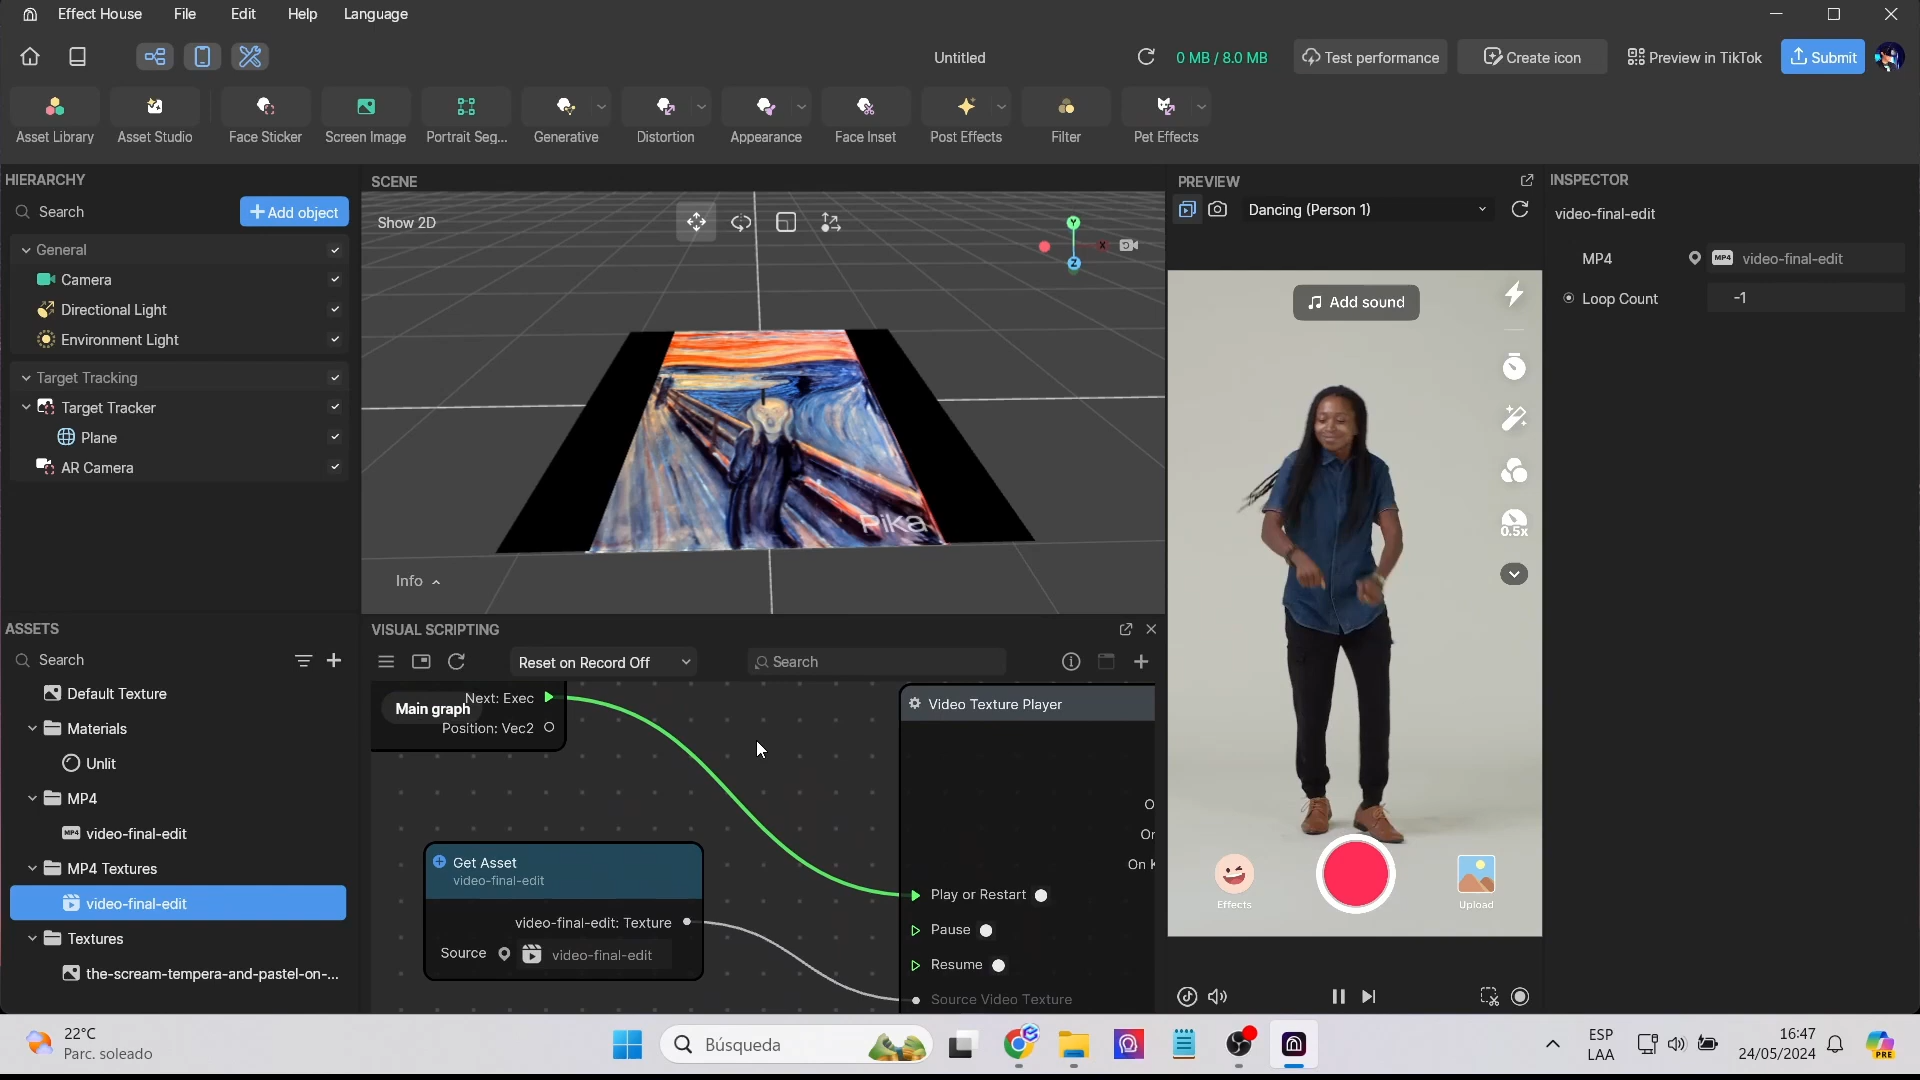 Effect House File Edit Help Language
Untitled
0 MB / 8.0 MB
Test performance
Create icon
Preview in TikTok
Submit
Asset Library
Asset Studio
Face Sticker
Screen Image
Portrait Seg...
Generative
Distortion
Appearance
Face Inset
Post Effects
Filter
Pet Effects
HIERARCHY
Search
Add object
General
Camera
Directional Light
Environment Light
Target Tracking
Target Tracker
Plane
AR Camera
ASSETS
Search
Default Texture
Materials
Unlit
MP4
MP4 video-final-edit
MP4 Textures
video-final-edit
Textures
the-scream-tempera-and-pastel-on-...
SCENE
Show 2D
Y
X
Z
Pika
Info
VISUAL SCRIPTING
Reset on Record Off
Search
Main graph
Next: Exec
Position: Vec2
Get Asset
video-final-edit
video-final-edit: Texture
Source video-final-edit
Video Texture Player
Play or Restart
Pause
Resume
Source Video Texture
PREVIEW
Dancing (Person 1)
Add sound
0.5x
Effects
Upload
INSPECTOR
video-final-edit
MP4 MP4 video-final-edit
Loop Count -1
22°C
Parc. soleado
Búsqueda
ESP
LAA
16:47
24/05/2024
PRE